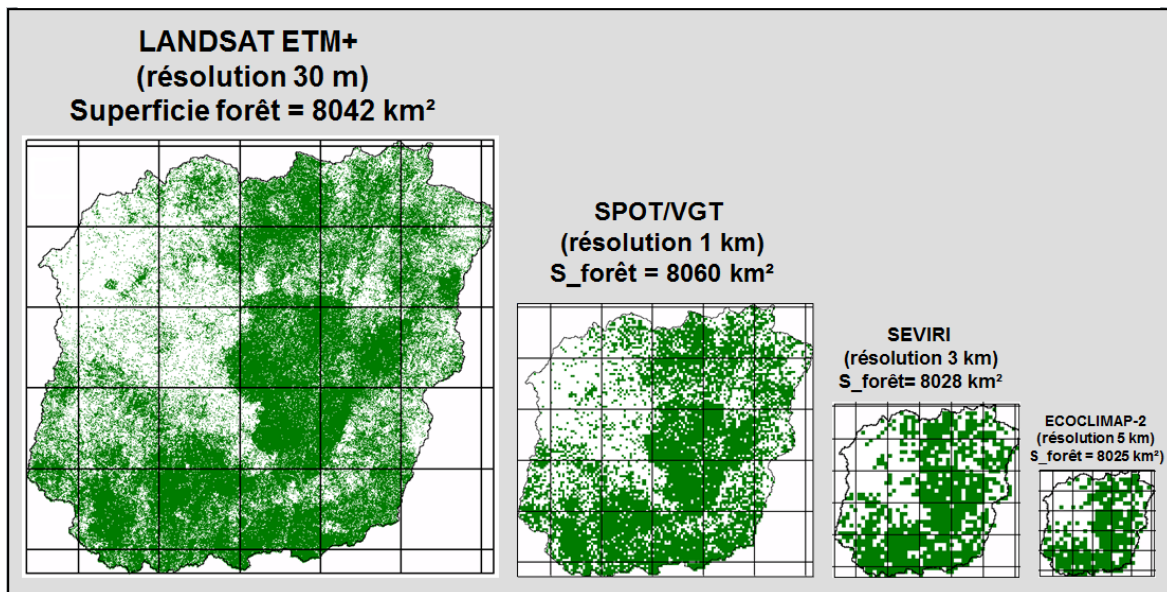 LANDSAT ETM+
(résolution 30 m)
Superficie forêt = 8042 km²
SPOT/VGT
(résolution 1 km)
S_forêt = 8060 km²
SEVIRI
(résolution 3 km)
S_forêt= 8028 km²
ECOCLIMAP-2
(résolution 5 km)
S_forêt = 8025 km²)